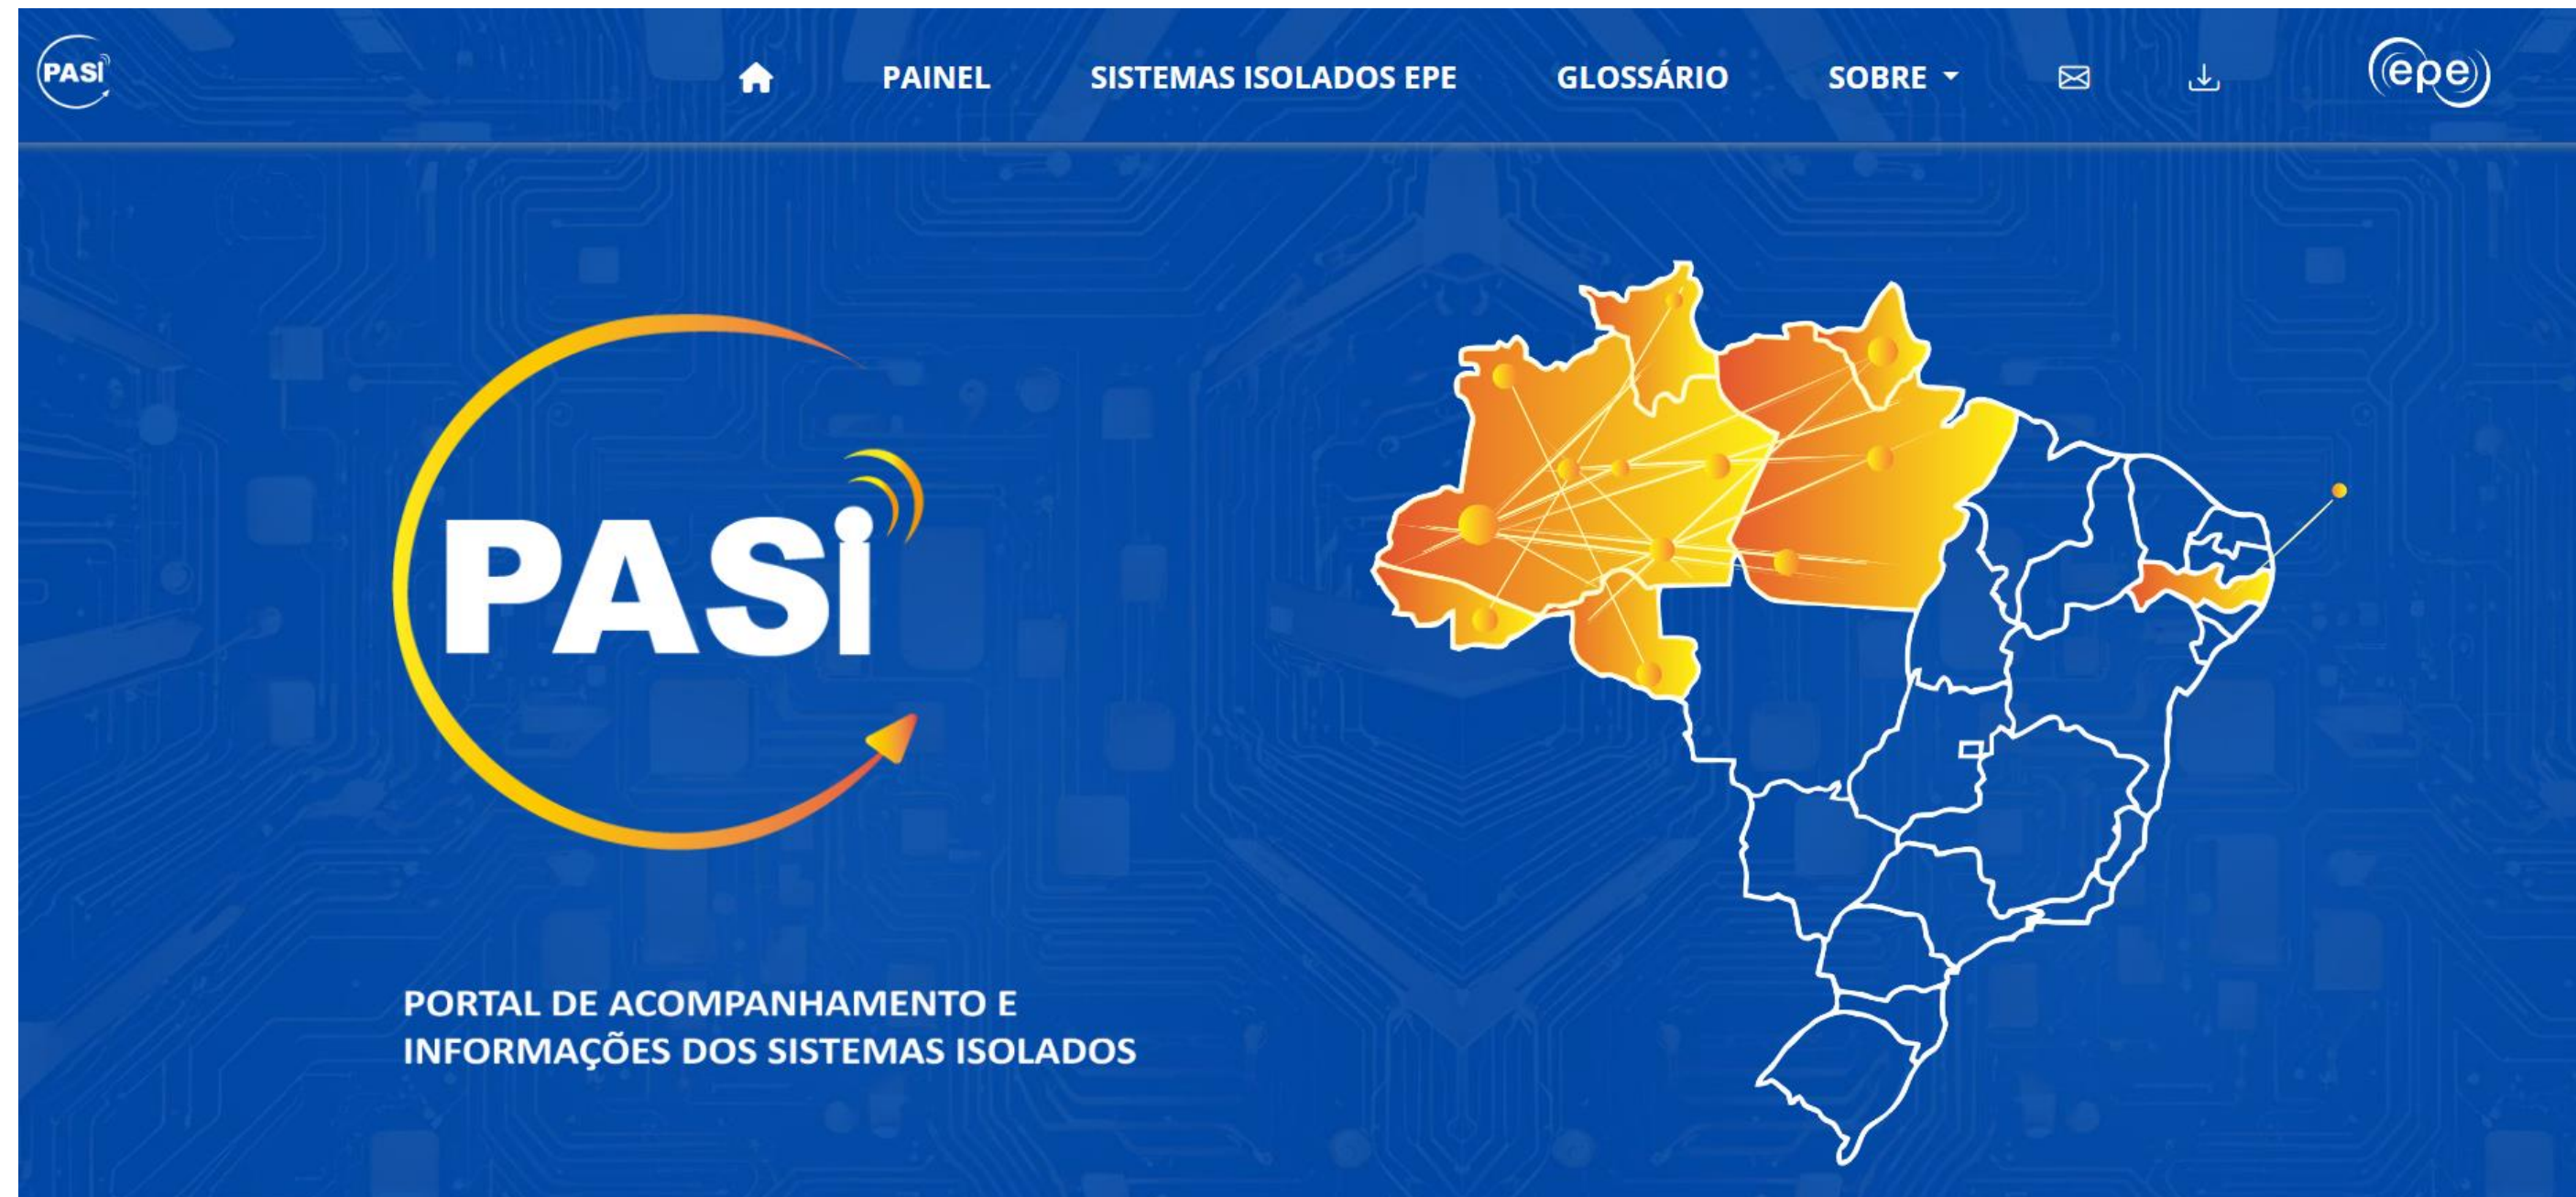 PASi
PAINEL
SISTEMAS ISOLADOS EPE
GLOSSÁRIO
SOBRE
epe
PASi
PORTAL DE ACOMPANHAMENTO E
INFORMAÇÕES DOS SISTEMAS ISOLADOS